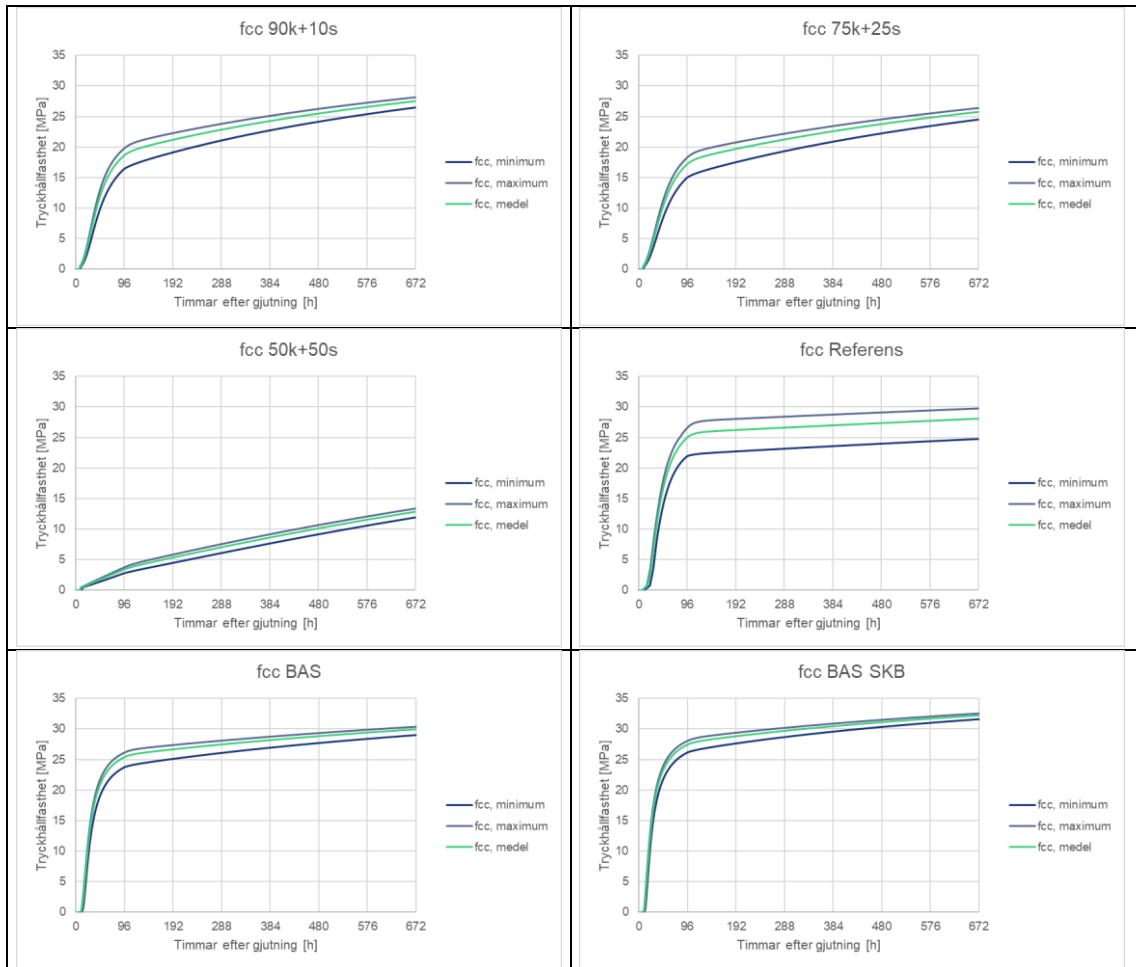 fcc 90k+10s
Tryckhållfasthet [MPa]
35
30
25
20
15
10
5
0
0 96 192 288 384 480 576 672
Timmar efter gjutning [h]
fcc, minimum
fcc, maximum
fcc, medel
fcc 75k+25s
Tryckhållfasthet [MPa]
35
30
25
20
15
10
5
0
0 96 192 288 384 480 576 672
Timmar efter gjutning [h]
fcc, minimum
fcc, maximum
fcc, medel
fcc 50k+50s
Tryckhållfasthet [MPa]
35
30
25
20
15
10
5
0
0 96 192 288 384 480 576 672
Timmar efter gjutning [h]
fcc, minimum
fcc, maximum
fcc, medel
fcc Referens
Tryckhållfasthet [MPa]
35
30
25
20
15
10
5
0
0 96 192 288 384 480 576 672
Timmar efter gjutning [h]
fcc, minimum
fcc, maximum
fcc, medel
fcc BAS
Tryckhållfasthet [MPa]
35
30
25
20
15
10
5
0
0 96 192 288 384 480 576 672
Timmar efter gjutning [h]
fcc, minimum
fcc, maximum
fcc, medel
fcc BAS SKB
Tryckhållfasthet [MPa]
35
30
25
20
15
10
5
0
0 96 192 288 384 480 576 672
Timmar efter gjutning [h]
fcc, minimum
fcc, maximum
fcc, medel